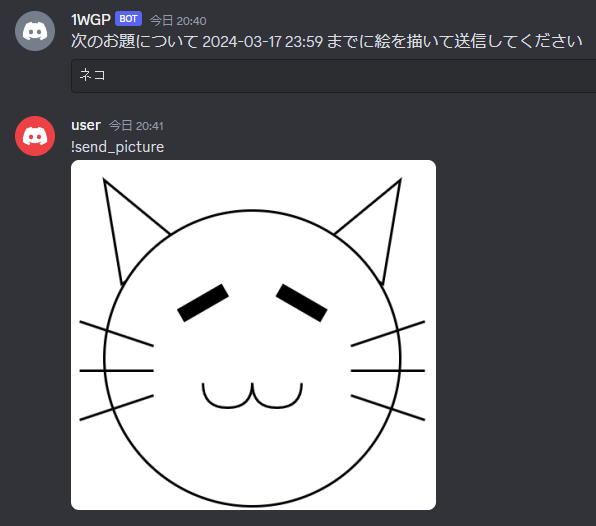 1WGP BOT 今日 20:40
次のお題について 2024-03-17 23:59 までに絵を描いて送信してください
ネコ
user 今日 20:41
!send_picture